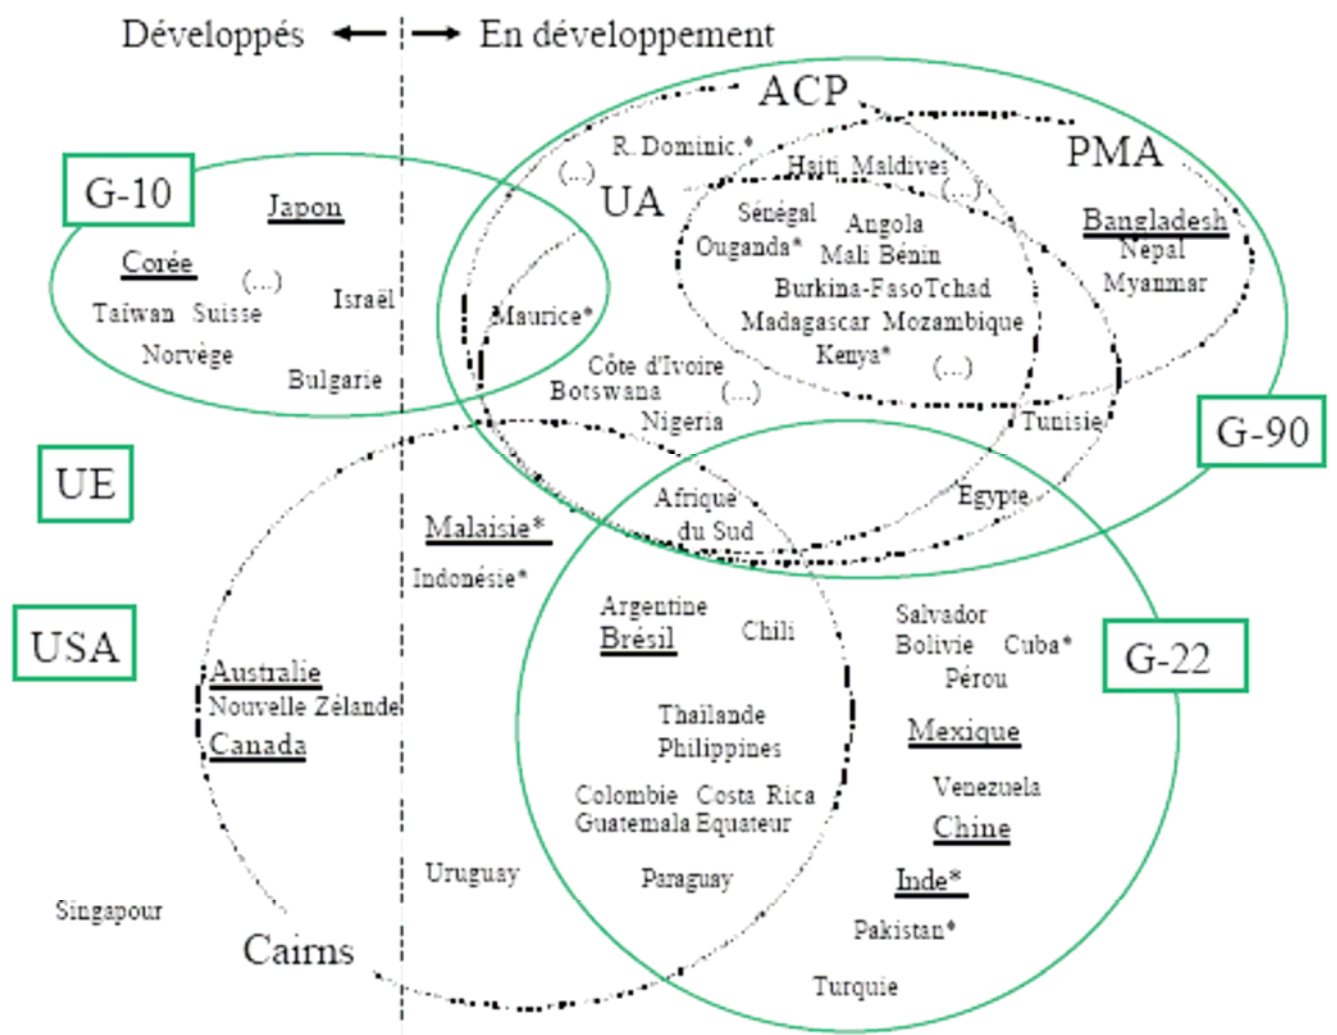 Développés
En développement
ACP
PMA
R. Dominic.*
(...)
Haïti Maldives
(...)
UA
G-10
Japon
Corée
(...)
Israël
Taïwan Suisse
Norvège
Bulgarie
Sénégal
Angola
Ouganda*
Mali Bénin
Burkina-Faso Tchad
Madagascar Mozambique
Kenya*
(...)
Bangladesh
Népal
Myanmar
Maurice*
Côte d'Ivoire
Botswana
(...)
Nigeria
Tunisie
G-90
UE
Afrique
du Sud
Egypte
Malaisie*
Indonésie*
USA
Argentine
Brésil
Chili
Salvador
Bolivie Cuba*
Pérou
G-22
Australie
Nouvelle Zélande
Canada
Thaïlande
Philippines
Mexique
Venezuela
Colombie Costa Rica
Guatemala Equateur
Chine
Uruguay
Paraguay
Inde*
Pakistan*
Turquie
Singapour
Cairns